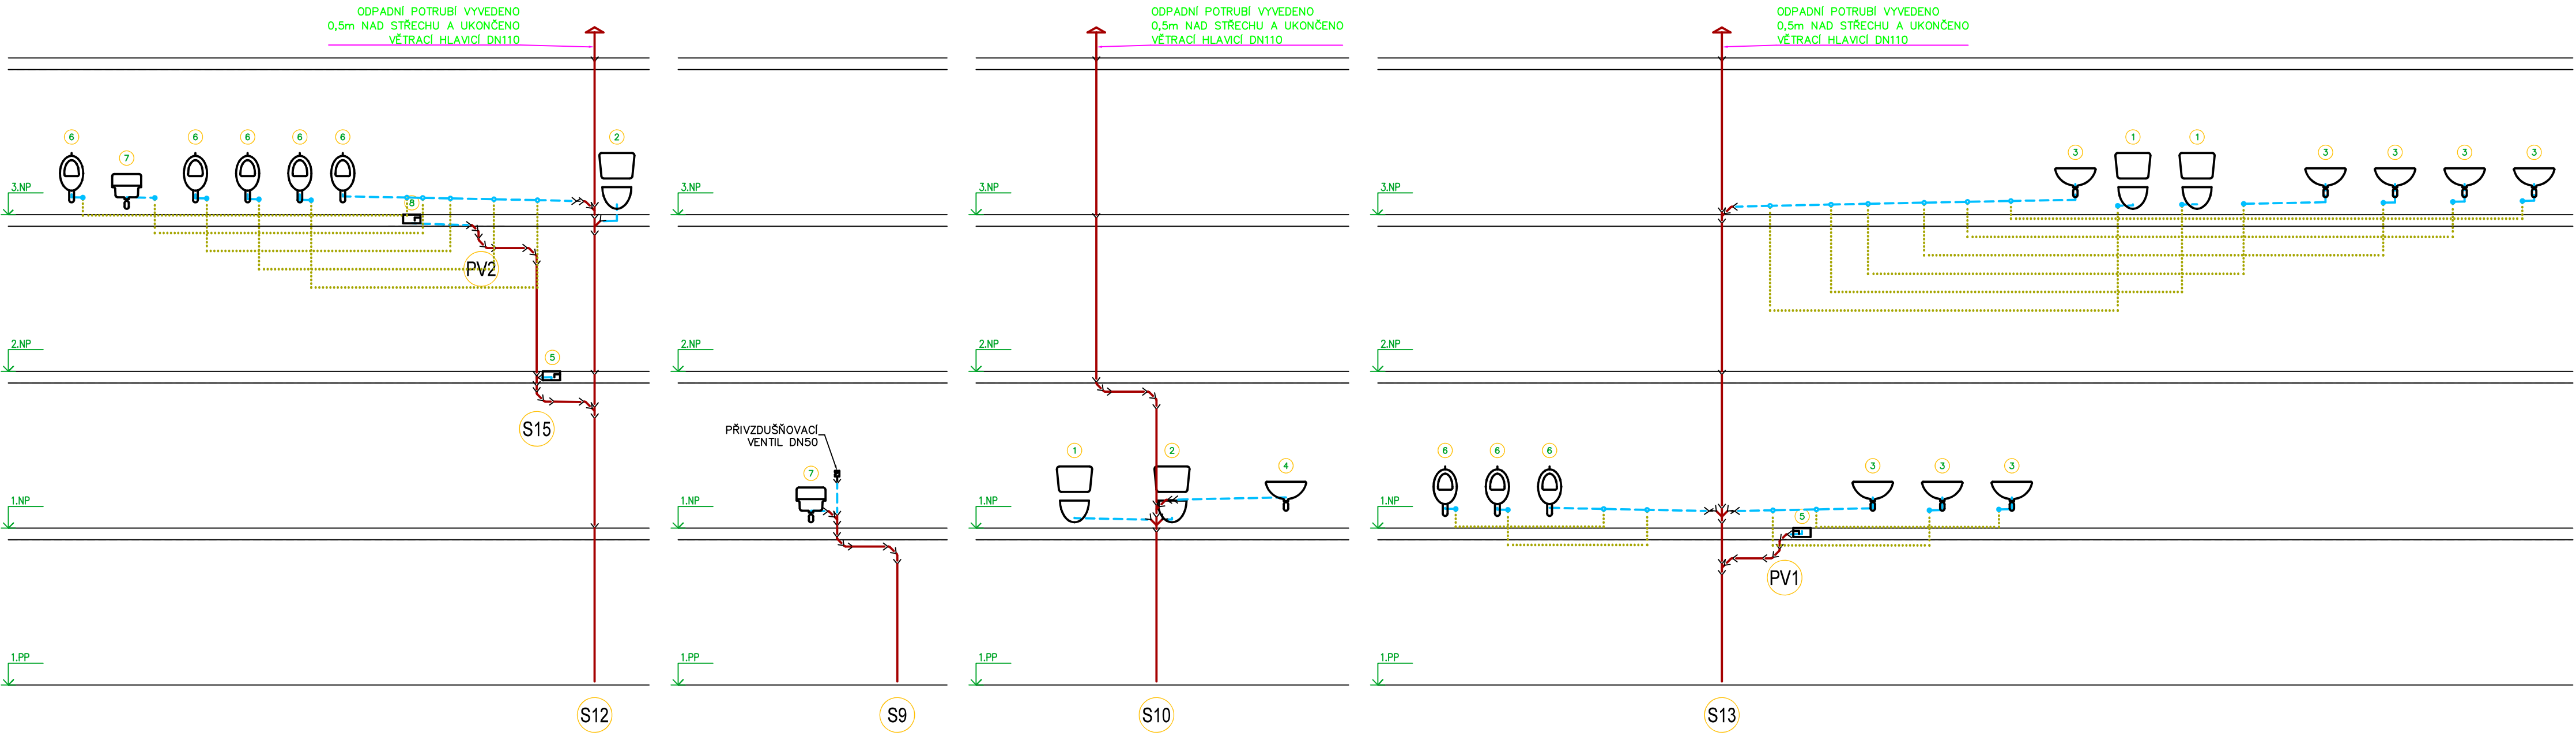 ODPADNÍ POTRUBÍ VYVEDENO
0,5m NAD STŘECHU A UKONČENO
VĚTRACÍ HLAVICÍ DN110
6
7
6
6
6
6
2
3.NP
8
PV2
2.NP
5
S15
1.NP
1.PP
S12
3.NP
2.NP
PŘIVZDUŠŇOVACÍ
VENTIL DN50
7
1.NP
1.PP
S9
ODPADNÍ POTRUBÍ VYVEDENO
0,5m NAD STŘECHU A UKONČENO
VĚTRACÍ HLAVICÍ DN110
3.NP
2.NP
1
2
4
1.NP
1.PP
S10
ODPADNÍ POTRUBÍ VYVEDENO
0,5m NAD STŘECHU A UKONČENO
VĚTRACÍ HLAVICÍ DN110
3
1
1
3
3
3
3
3.NP
2.NP
6
6
6
3
3
3
1.NP
5
PV1
1.PP
S13